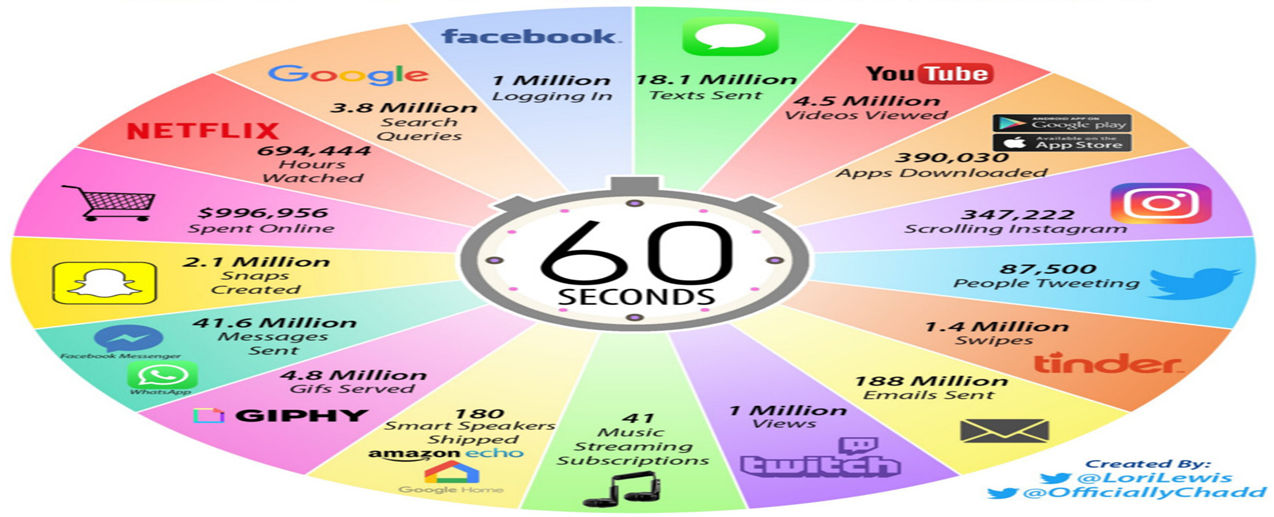 facebook
1 Million
Logging In
18.1 Million
Texts Sent
YouTube
4.5 Million
Videos Viewed
ANDROID APP ON
Google play
Available on the
App Store
390,030
Apps Downloaded
347,222
Scrolling Instagram
87,500
People Tweeting
1.4 Million
Swipes
tinder
188 Million
Emails Sent
1 Million
Views
twitch
41
Music
Streaming
Subscriptions
180
Smart Speakers
Shipped
amazon echo
Google Home
4.8 Million
Gifs Served
GIPHY
41.6 Million
Messages
Sent
Facebook Messenger
WhatsApp
2.1 Million
Snaps
Created
$996,956
Spent Online
NETFLIX
694,444
Hours
Watched
Google
3.8 Million
Search
Queries
60
SECONDS
Created By:
@LoriLewis
@OfficiallyChadd